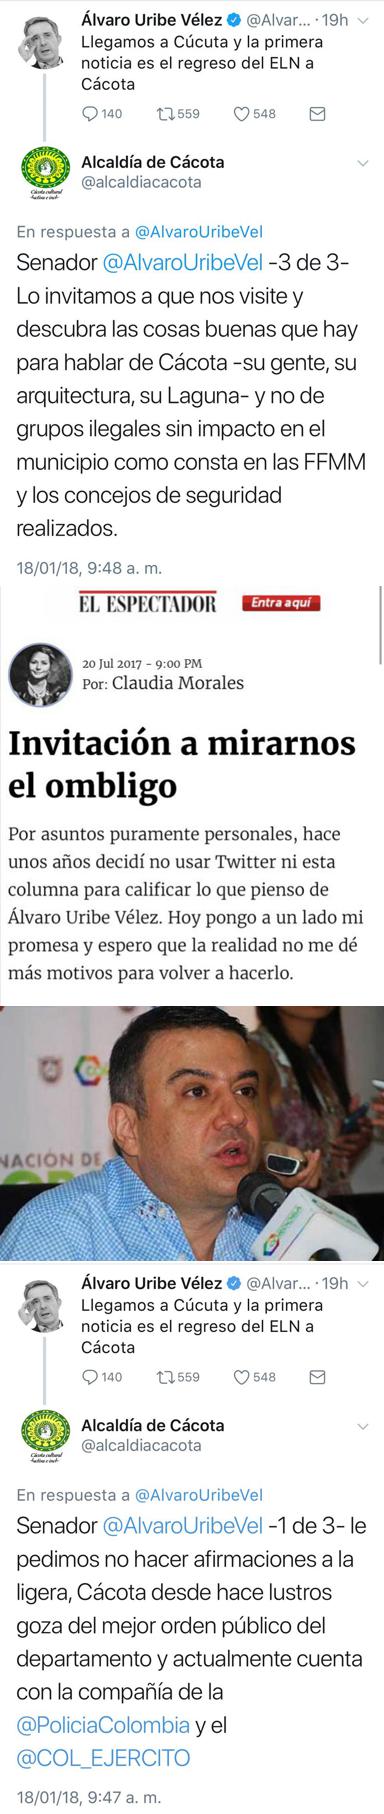 Álvaro Uribe Vélez @Alvar... · 19h
Llegamos a Cúcuta y la primera
noticia es el regreso del ELN a
Cácota
140 559 548
Alcaldía de Cácota
@alcaldiacacota
En respuesta a @AlvaroUribeVel
Senador @AlvaroUribeVel -3 de 3-
Lo invitamos a que nos visite y
descubra las cosas buenas que hay
para hablar de Cácota -su gente, su
arquitectura, su Laguna- y no de
grupos ilegales sin impacto en el
municipio como consta en las FFMM
y los concejos de seguridad
realizados.
18/01/18, 9:48 a. m.
EL ESPECTADOR Entra aquí
20 Jul 2017 - 9:00 PM
Por: Claudia Morales
Invitación a mirarnos
el ombligo
Por asuntos puramente personales, hace
unos años decidí no usar Twitter ni esta
columna para calificar lo que pienso de
Álvaro Uribe Vélez. Hoy pongo a un lado mi
promesa y espero que la realidad no me dé
más motivos para volver a hacerlo.
NACIÓN DE
Álvaro Uribe Vélez @Alvar... · 19h
Llegamos a Cúcuta y la primera
noticia es el regreso del ELN a
Cácota
140 559 548
Alcaldía de Cácota
@alcaldiacacota
En respuesta a @AlvaroUribeVel
Senador @AlvaroUribeVel -1 de 3- le
pedimos no hacer afirmaciones a la
ligera, Cácota desde hace lustros
goza del mejor orden público del
departamento y actualmente cuenta
con la compañía de la
@PoliciaColombia y el
@COL_EJERCITO
18/01/18, 9:47 a. m.